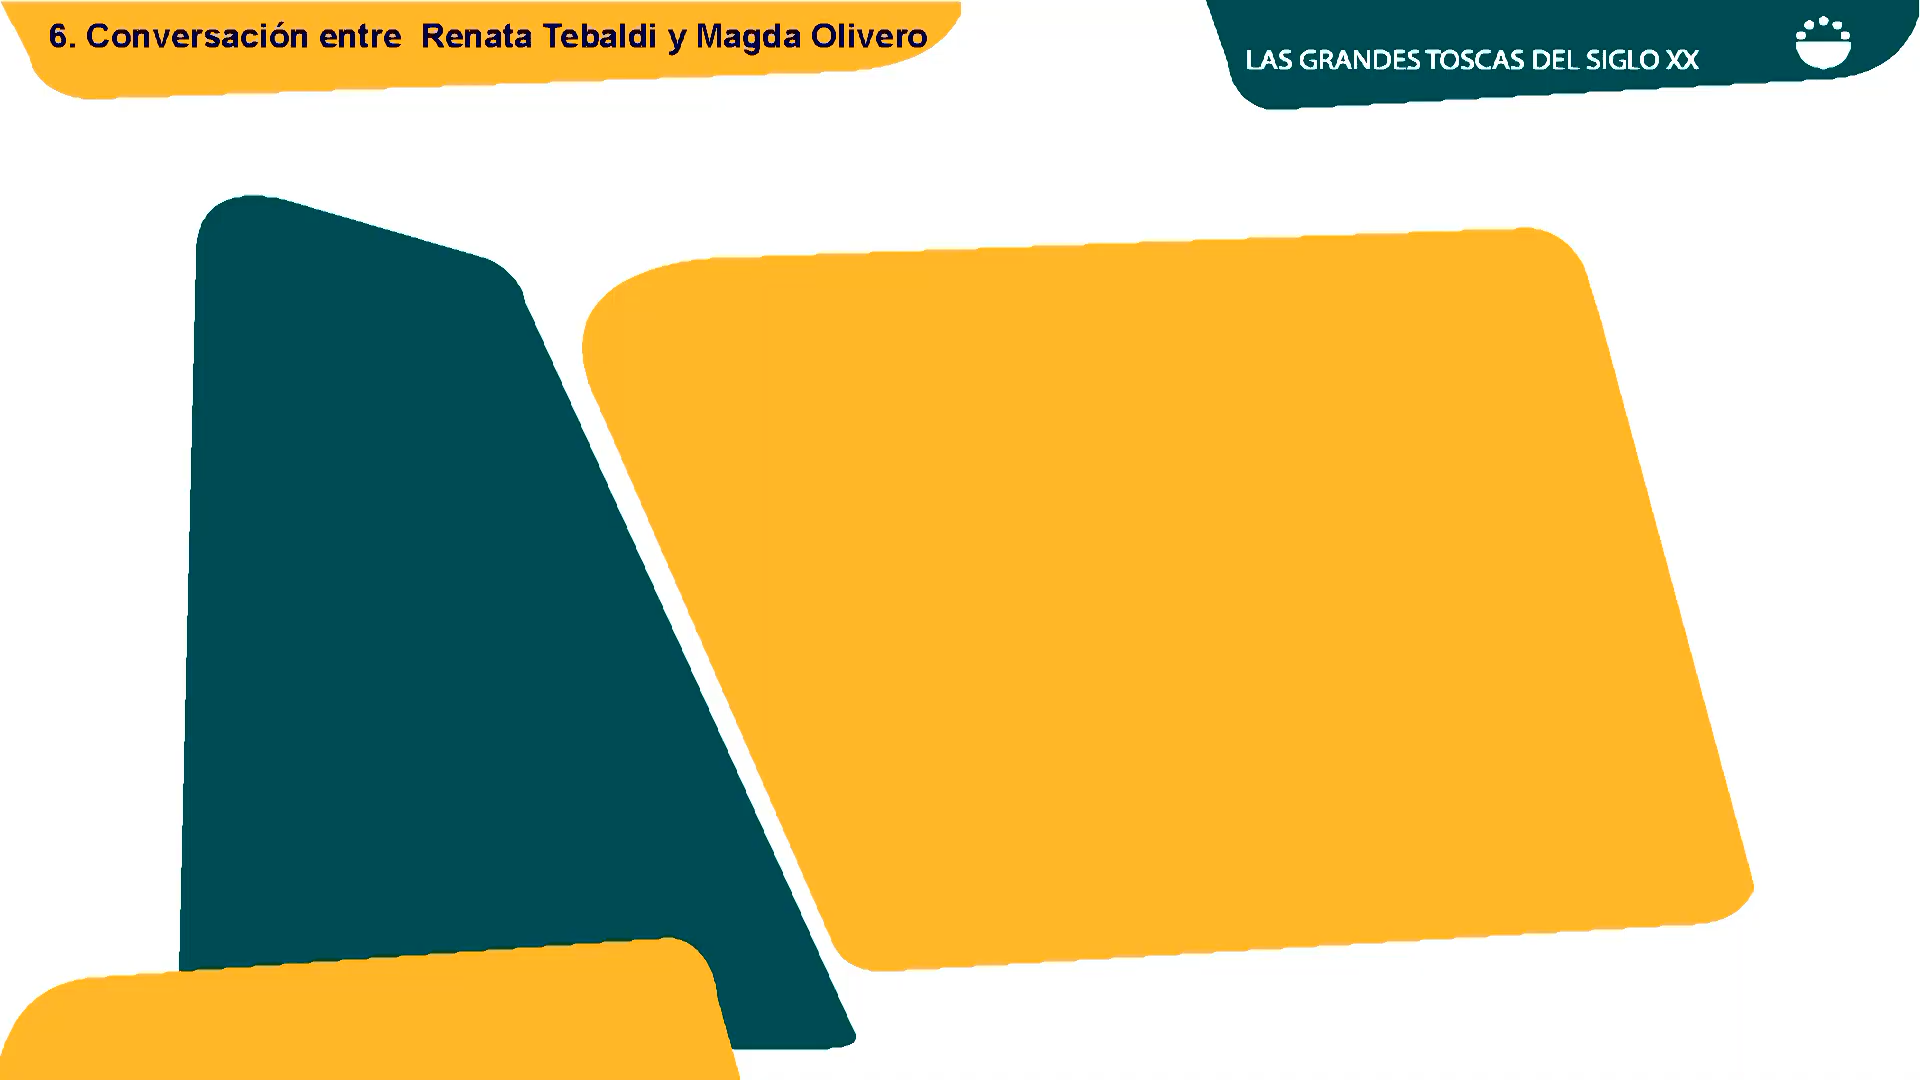 6. Conversación entre  Renata Tebaldi y Magda Olivero
LAS GRANDES TOSCAS DEL SIGLO XX